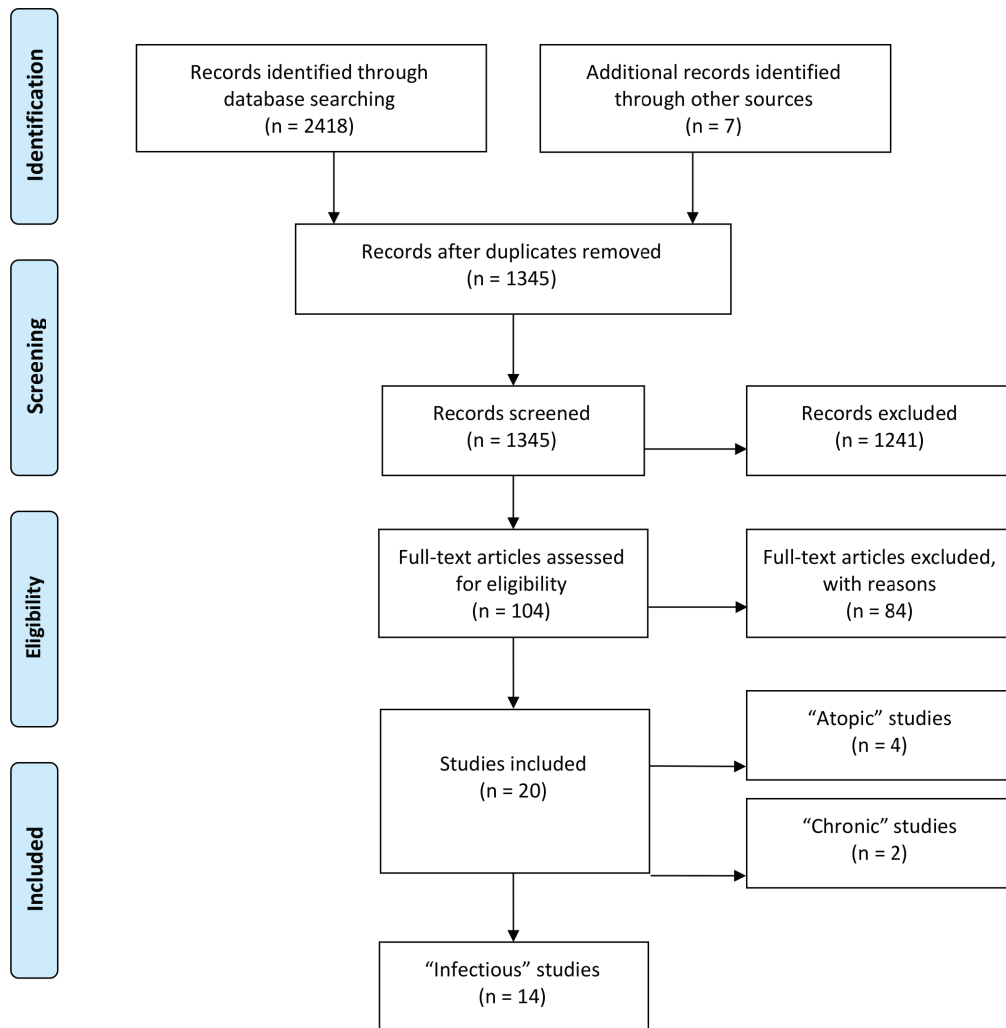 Identification
Records identified through
database searching
(n = 2418)
Additional records identified
through other sources
(n = 7)
Records after duplicates removed
(n = 1345)
Screening
Records screened
(n = 1345)
Records excluded
(n = 1241)
Eligibility
Full-text articles assessed
for eligibility
(n = 104)
Full-text articles excluded,
with reasons
(n = 84)
Studies included
(n = 20)
“Atopic” studies
(n = 4)
Included
“Chronic” studies
(n = 2)
“Infectious” studies
(n = 14)